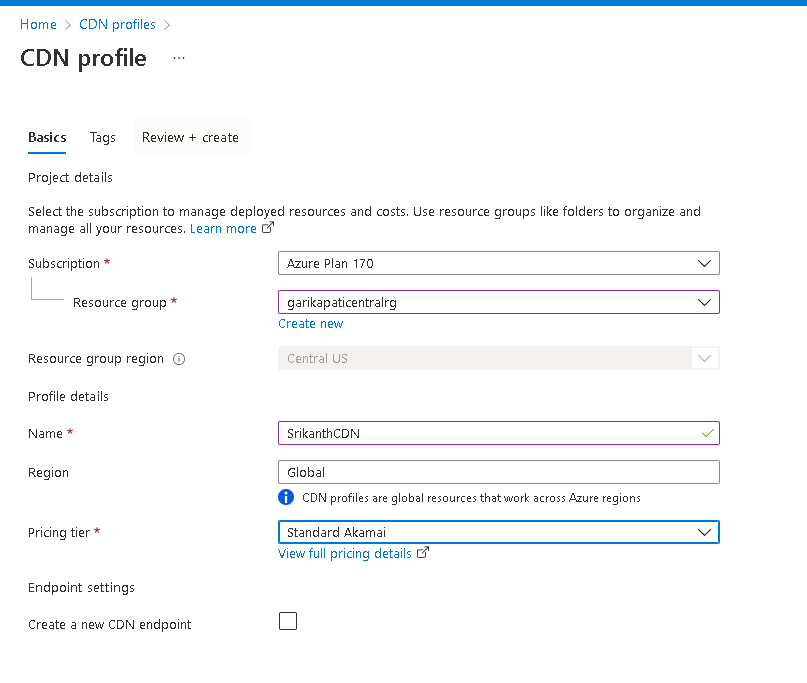 Home > CDN profiles >
CDN profile ...
Basics Tags Review + create
Project details
Select the subscription to manage deployed resources and costs. Use resource groups like folders to organize and
manage all your resources. Learn more
Subscription * Azure Plan 170
Resource group * garikapaticentralrg
Create new
Resource group region Central US
Profile details
Name * SrikanthCDN
Region Global
CDN profiles are global resources that work across Azure regions
Pricing tier * Standard Akamai
View full pricing details
Endpoint settings
Create a new CDN endpoint